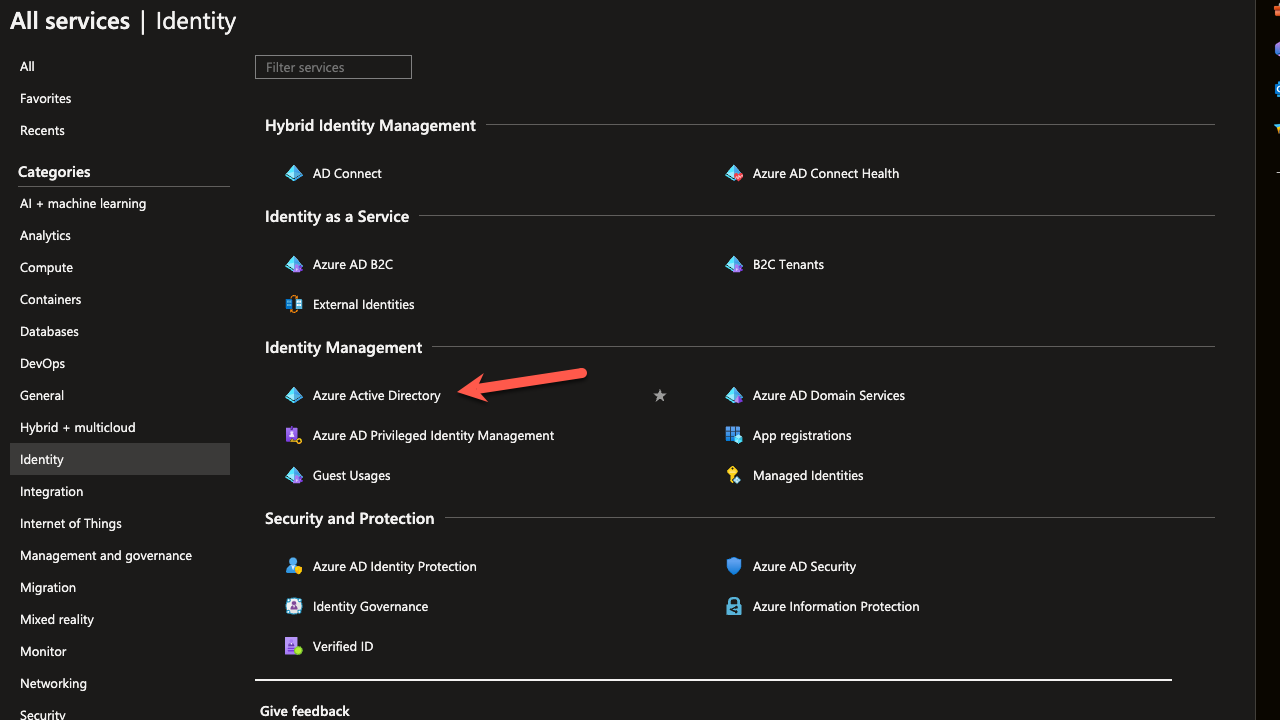 All services | Identity
All
Favorites
Recents
Categories
AI + machine learning
Analytics
Compute
Containers
Databases
DevOps
General
Hybrid + multicloud
Identity
Integration
Internet of Things
Management and governance
Migration
Mixed reality
Monitor
Networking
Security
Filter services
Hybrid Identity Management
AD Connect
Azure AD Connect Health
Identity as a Service
Azure AD B2C
B2C Tenants
External Identities
Identity Management
Azure Active Directory
Azure AD Domain Services
Azure AD Privileged Identity Management
App registrations
Guest Usages
Managed Identities
Security and Protection
Azure AD Identity Protection
Azure AD Security
Identity Governance
Azure Information Protection
Verified ID
Give feedback